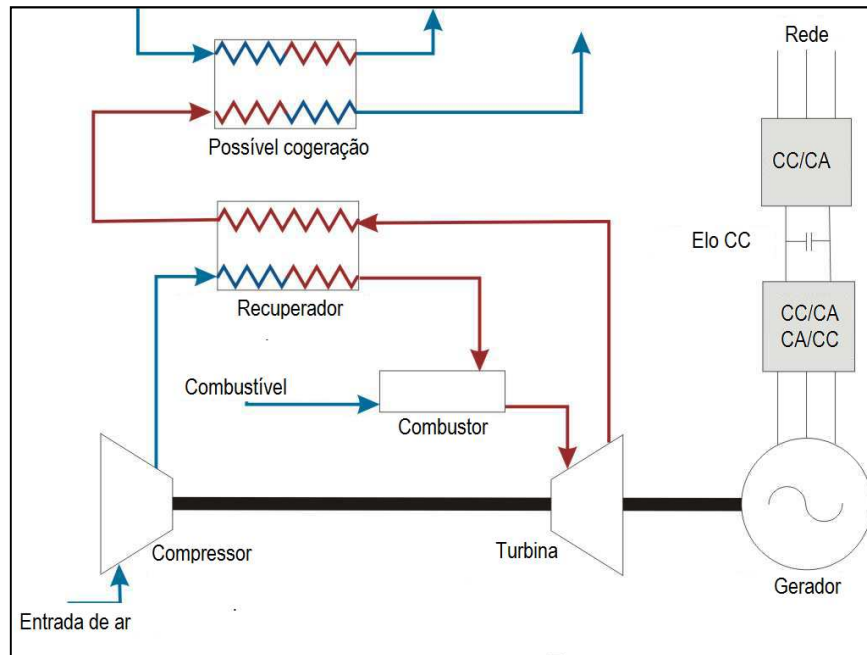 Rede
CC/CA
Possível cogeração
Elo CC
Recuperador
CC/CA
CA/CC
Combustível
Combustor
Compressor
Turbina
Gerador
Entrada de ar